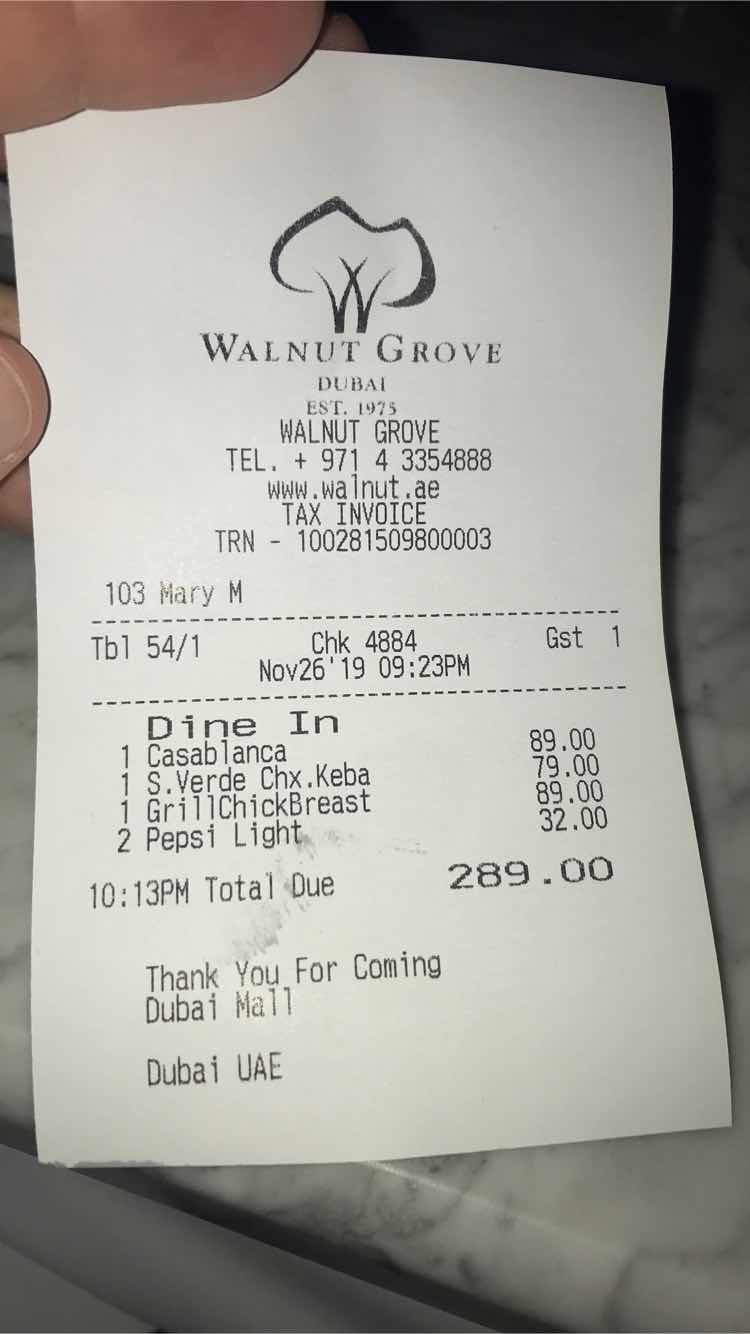 WALNUT GROVE
DUBAI
EST. 1975
WALNUT GROVE
TEL. + 971 4 3354888
www.walnut.ae
TAX INVOICE
TRN - 100281509800003
103 Mary M
Tbl 54/1 Chk 4884 Gst 1
Nov26'19 09:23PM
Dine In
1 Casablanca 89.00
1 S.Verde Chx.Keba 79.00
1 GrillChickBreast 89.00
2 Pepsi Light 32.00
10:13PM Total Due 289.00
Thank You For Coming
Dubai Mall
Dubai UAE